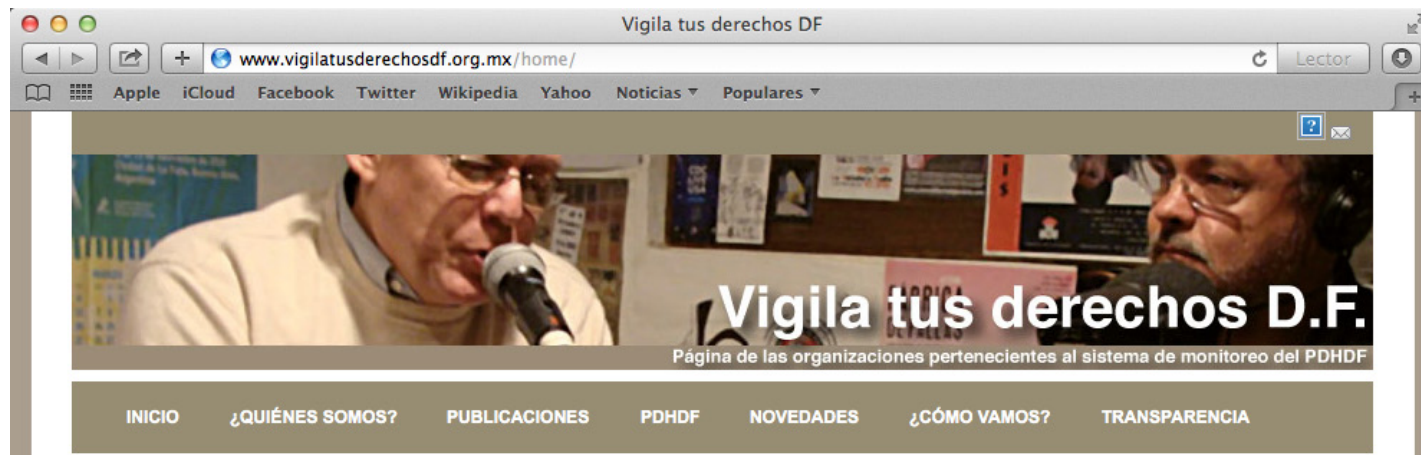 Vigila tus derechos DF
www.vigilatusderechosdf.org.mx/home/
Lector
Apple iCloud Facebook Twitter Wikipedia Yahoo Noticias Populares
Vigila tus derechos D.F.
Página de las organizaciones pertenecientes al sistema de monitoreo del PDHDF
INICIO ¿QUIÉNES SOMOS? PUBLICACIONES PDHDF NOVEDADES ¿CÓMO VAMOS? TRANSPARENCIA